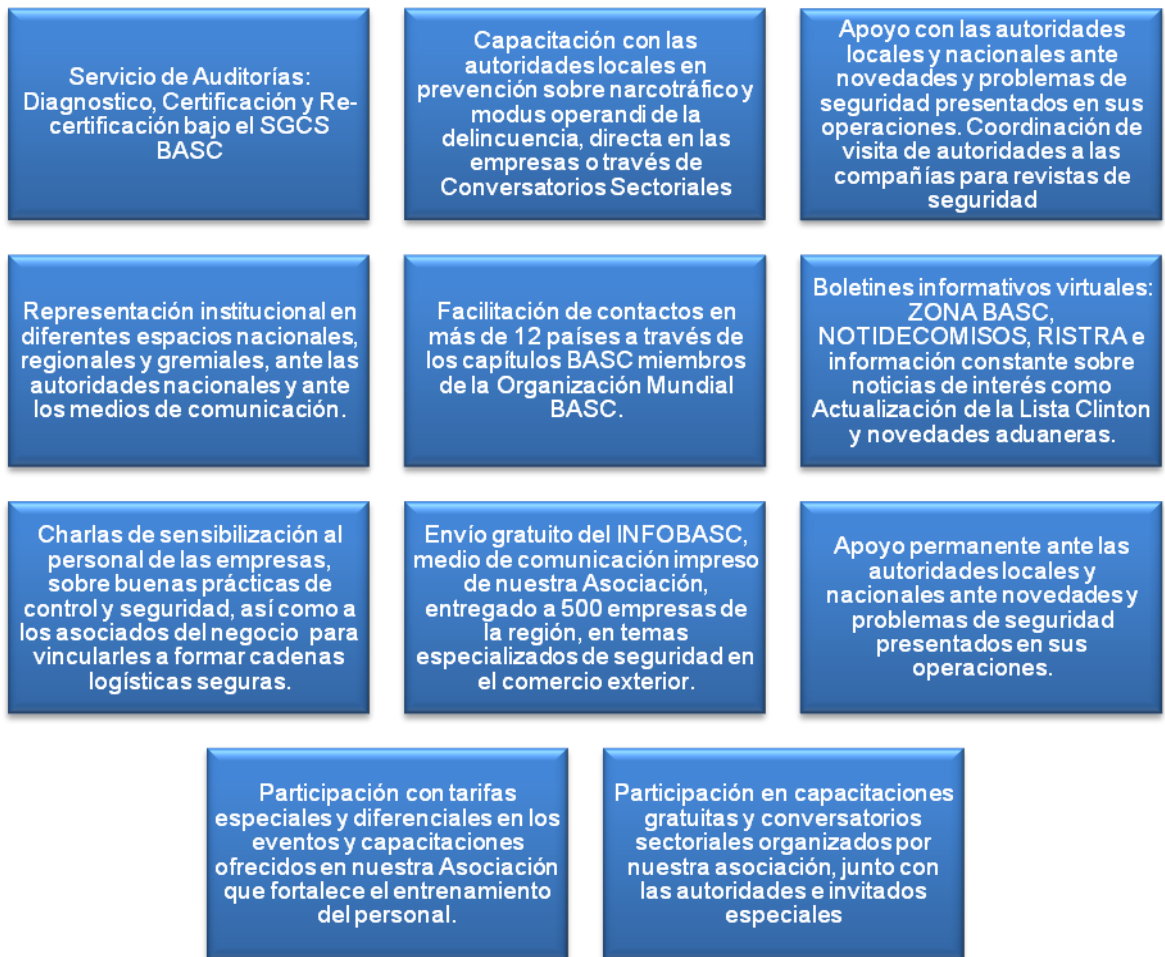 Servicio de Auditorías:
Diagnostico, Certificación y Re-
certificación bajo el SGCS
BASC
Capacitación con las
autoridades locales en
prevención sobre narcotráfico y
modus operandi de la
delincuencia, directa en las
empresas o través de
Conversatorios Sectoriales
Apoyo con las autoridades
locales y nacionales ante
novedades y problemas de
seguridad presentados en sus
operaciones. Coordinación de
visita de autoridades a las
compañías para revistas de
seguridad
Representación institucional en
diferentes espacios nacionales,
regionales y gremiales, ante las
autoridades nacionales y ante
los medios de comunicación.
Facilitación de contactos en
más de 12 países a través de
los capítulos BASC miembros
de la Organización Mundial
BASC.
Boletines informativos virtuales:
ZONA BASC,
NOTIDECOMISOS, RISTRA e
información constante sobre
noticias de interés como
Actualización de la Lista Clinton
y novedades aduaneras.
Charlas de sensibilización al
personal de las empresas,
sobre buenas prácticas de
control y seguridad, así como a
los asociados del negocio para
vincularles a formar cadenas
logísticas seguras.
Envío gratuito del INFOBASC,
medio de comunicación impreso
de nuestra Asociación,
entregado a 500 empresas de
la región, en temas
especializados de seguridad en
el comercio exterior.
Apoyo permanente ante las
autoridades locales y
nacionales ante novedades y
problemas de seguridad
presentados en sus
operaciones.
Participación con tarifas
especiales y diferenciales en los
eventos y capacitaciones
ofrecidos en nuestra Asociación
que fortalece el entrenamiento
del personal.
Participación en capacitaciones
gratuitas y conversatorios
sectoriales organizados por
nuestra asociación, junto con
las autoridades e invitados
especiales